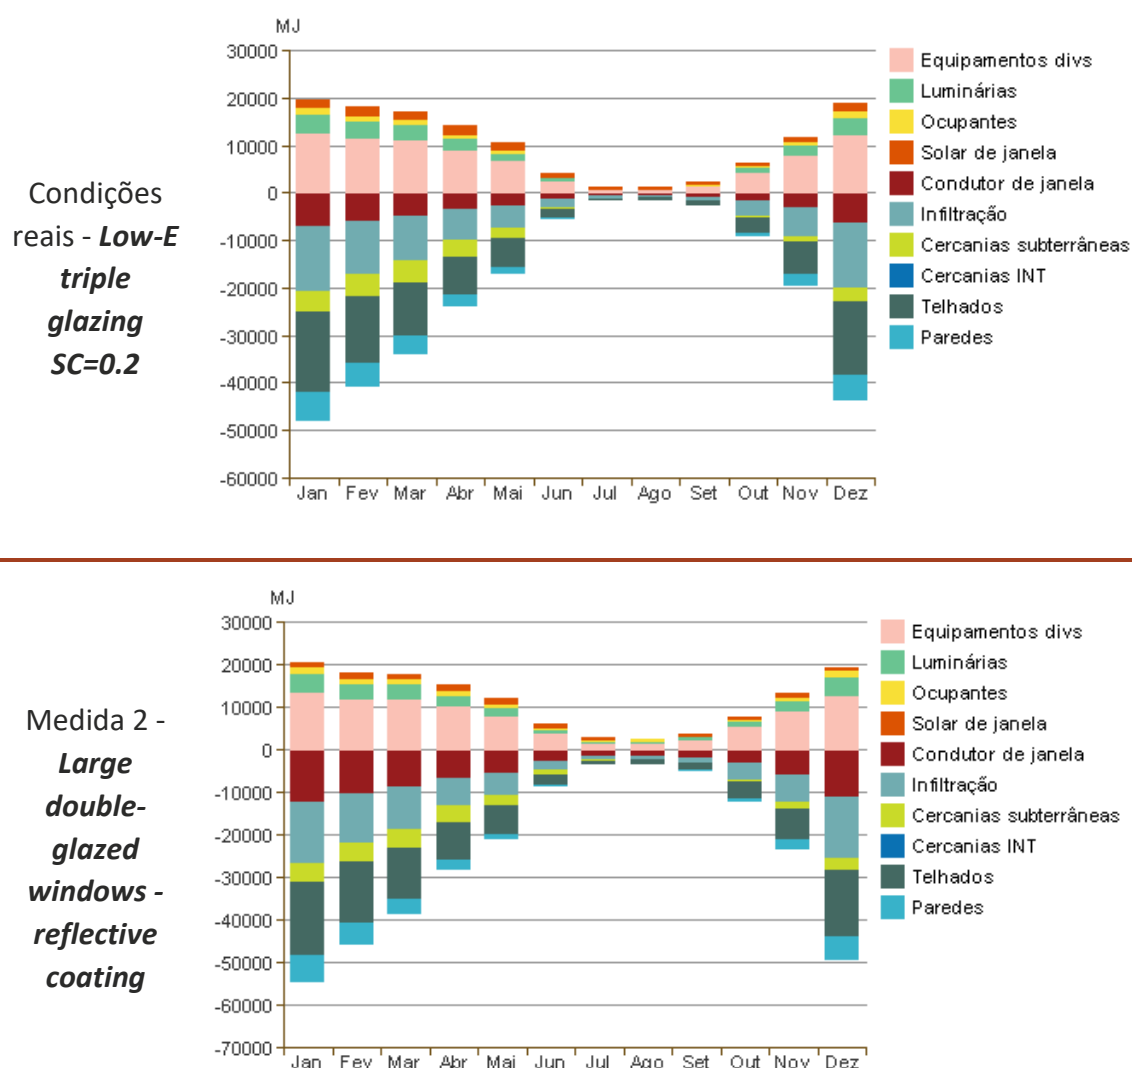 MJ
30000
20000
10000
0
-10000
-20000
-30000
-40000
-50000
-60000
Jan Fev Mar Abr Mai Jun Jul Ago Set Out Nov Dez
Equipamentos divs
Luminárias
Ocupantes
Solar de janela
Condutor de janela
Infiltração
Cercanias subterrâneas
Cercanias INT
Telhados
Paredes
Condições
reais - Low-E
triple
glazing
SC=0.2
MJ
30000
20000
10000
0
-10000
-20000
-30000
-40000
-50000
-60000
-70000
Jan Fev Mar Abr Mai Jun Jul Ago Set Out Nov Dez
Equipamentos divs
Luminárias
Ocupantes
Solar de janela
Condutor de janela
Infiltração
Cercanias subterrâneas
Cercanias INT
Telhados
Paredes
Medida 2 -
Large
double-
glazed
windows -
reflective
coating